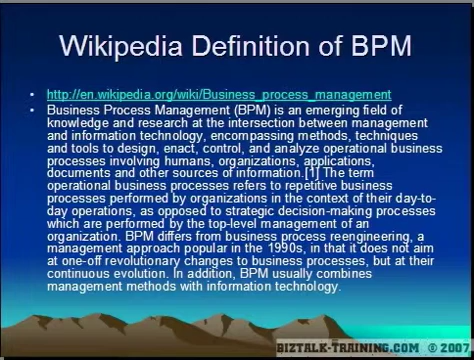 Wikipedia Definition of BPM
• http://en.wikipedia.org/wiki/Business_process_management
• Business Process Management (BPM) is an emerging field of
knowledge and research at the intersection between management
and information technology, encompassing methods, techniques
and tools to design, enact, control, and analyze operational business
processes involving humans, organizations, applications,
documents and other sources of information.[1] The term
operational business processes refers to repetitive business
processes performed by organizations in the context of their day-to-
day operations, as opposed to strategic decision-making processes
which are performed by the top-level management of an
organization. BPM differs from business process reengineering, a
management approach popular in the 1990s, in that it does not aim
at one-off revolutionary changes to business processes, but at their
continuous evolution. In addition, BPM usually combines
management methods with information technology.
BIZTALK-TRAINING.COM © 2007